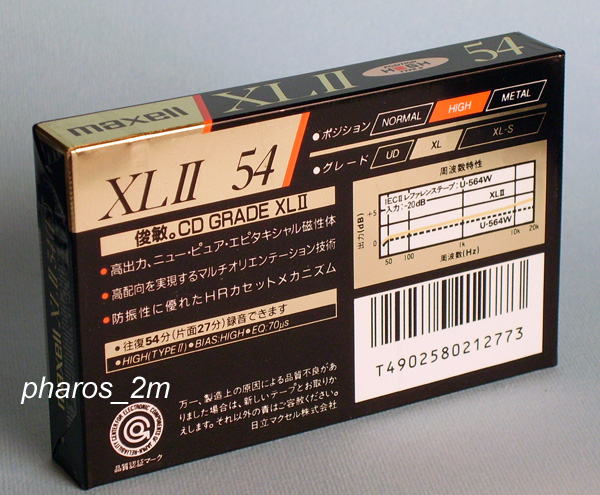 maxell XLII HIGH 54
XLII 54
俊敏。CD GRADE XLII
• 高出力、ニュー・ピュア・エピタキシャル磁性体
• 高配向を実現するマルチオリエンテーション技術
• 防振性に優れたHRカセットメカニズム
• 往復54分(片面27分)録音できます
• HIGH(TYPEII) • BIAS:HIGH • EQ:70μs
• ポジション NORMAL HIGH METAL
• グレード UD XL XL-S
周波数特性
IECIIレファレンステープ:U-564W
入力:-20dB
XLII
U-564W
出力(dB)
+5
0
50 100 1k 10k 20k
周波数(Hz)
T4902580212773
万一、製造上の原因による品質不良があ
りました場合は、新しいテープとお取りか
えします。それ以外の責はご容赦ください。
日立マクセル株式会社
品質認証マーク
maxell XLII 54
pharos_2m